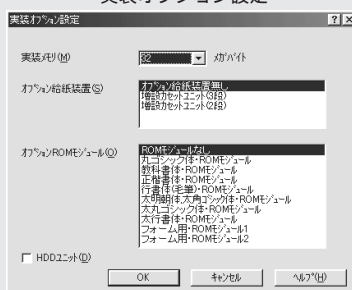 実装オプション設定
実装オプション設定
実装メモリ(M) 32 メガバイト
オプション給紙装置(S) オプション給紙装置無し
増設カセットユニット(3段)
増設カセットユニット(2段)
オプションROMモジュール(O) ROMモジュールなし
丸ゴシック体・ROMモジュール
教科書体・ROMモジュール
正楷書体・ROMモジュール
行書体(毛筆)・ROMモジュール
太明朝体,太角ゴシック体・ROMモジュール
太丸ゴシック体・ROMモジュール
太行書体・ROMモジュール
フォーム用・ROMモジュール1
フォーム用・ROMモジュール2
HDDユニット(D)
OK キャンセル ヘルプ(H)